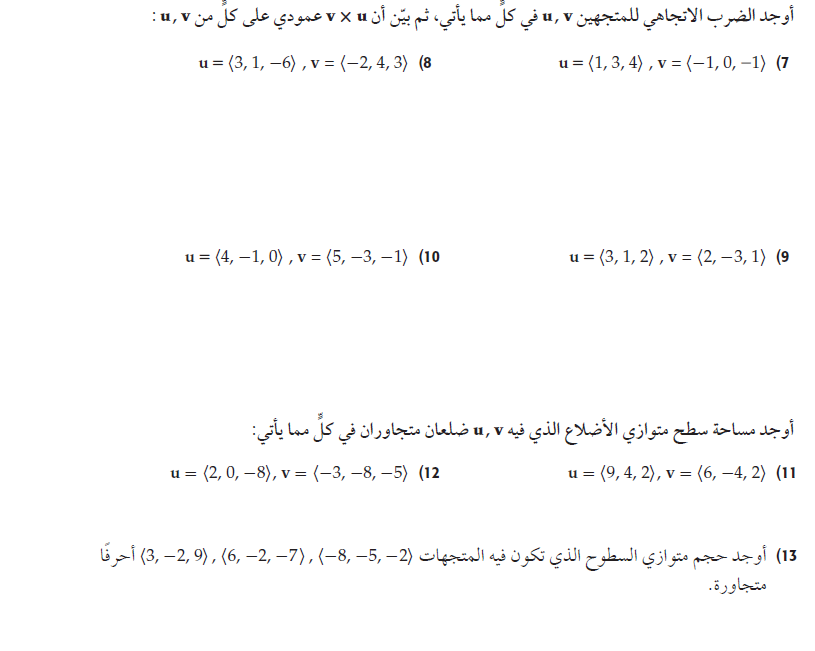 أوجد الضرب الاتجاهي للمتجهين u, v في كلٍّ مما يأتي، ثم بيّن أن v × u عمودي على كلٍّ من u, v :
7) u = ⟨1, 3, 4⟩ , v = ⟨−1, 0, −1⟩ 8) u = ⟨3, 1, −6⟩ , v = ⟨−2, 4, 3⟩
9) u = ⟨3, 1, 2⟩ , v = ⟨2, −3, 1⟩ 10) u = ⟨4, −1, 0⟩ , v = ⟨5, −3, −1⟩
أوجد مساحة سطح متوازي الأضلاع الذي فيه u, v ضلعان متجاوران في كلٍّ مما يأتي:
11) u = ⟨9, 4, 2⟩, v = ⟨6, −4, 2⟩ 12) u = ⟨2, 0, −8⟩, v = ⟨−3, −8, −5⟩
13) أوجد حجم متوازي السطوح الذي تكون فيه المتجهات ⟨3, −2, 9⟩ , ⟨6, −2, −7⟩ , ⟨−8, −5, −2⟩ أحرفًا
متجاورة.